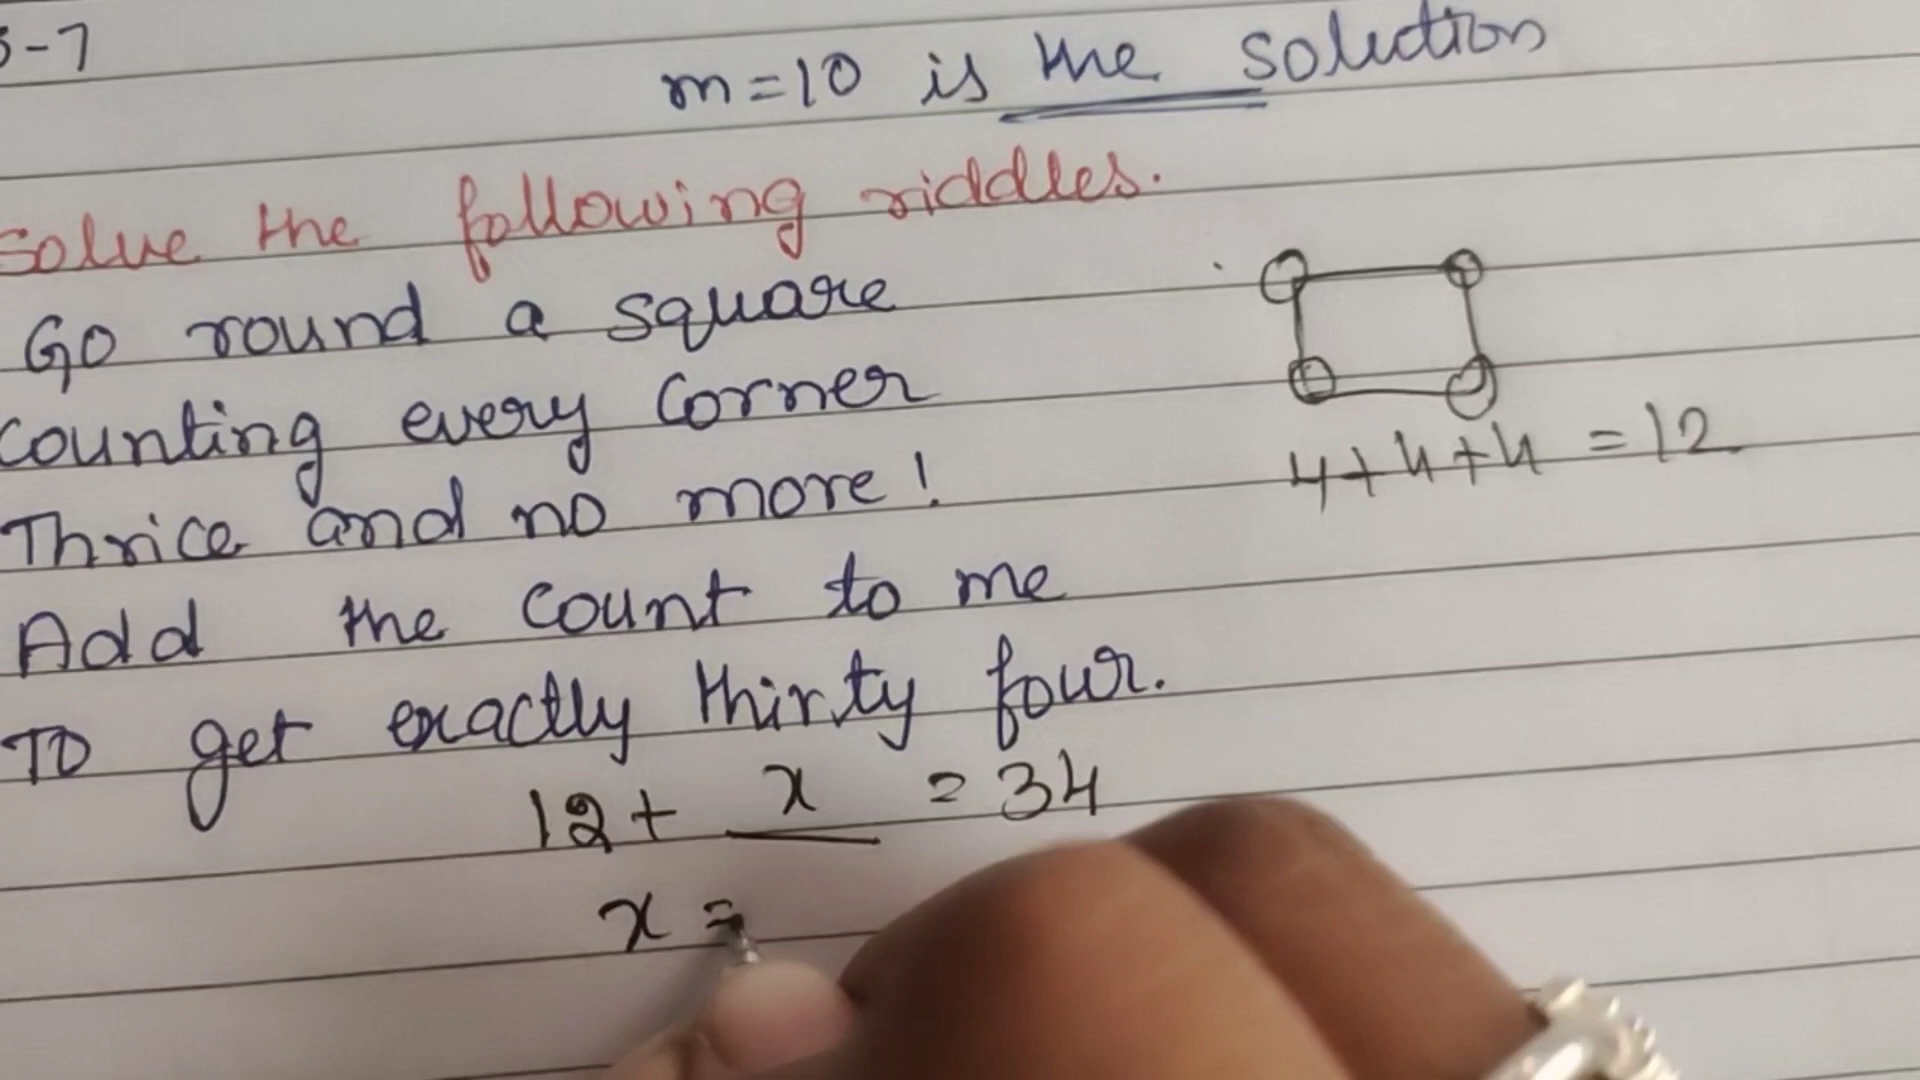 3-7
m=10 is the solution
solve the following riddles.
Go round a square
counting every corner
Thrice and no more!
4+4+4 = 12
Add the count to me
To get exactly thirty four.
12+ x = 34
x =